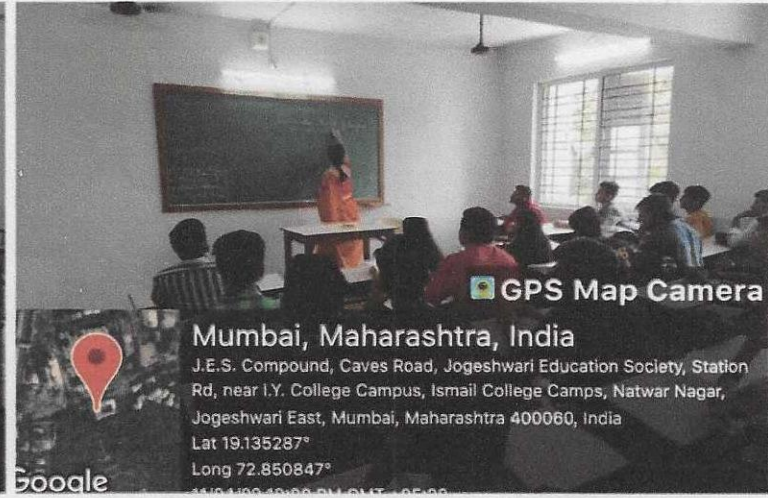 GPS Map Camera
Mumbai, Maharashtra, India
J.E.S. Compound, Caves Road, Jogeshwari Education Society, Station
Rd, near I.Y. College Campus, Ismail College Camps, Natwar Nagar,
Jogeshwari East, Mumbai, Maharashtra 400060, India
Lat 19.135287°
Long 72.850847°
Google